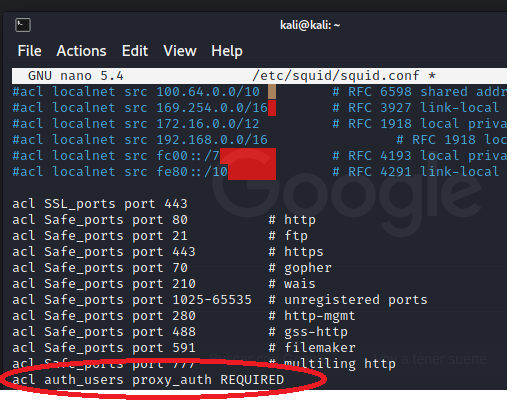 kali@kali: ~
File Actions Edit View Help
GNU nano 5.4 /etc/squid/squid.conf *
#acl localnet src 100.64.0.0/10 # RFC 6598 shared addr
#acl localnet src 169.254.0.0/16 # RFC 3927 link-local
#acl localnet src 172.16.0.0/12 # RFC 1918 local priva
#acl localnet src 192.168.0.0/16 # RFC 1918 loc
#acl localnet src fc00::/7 # RFC 4193 local priva
#acl localnet src fe80::/10 # RFC 4291 link-local
Google
acl SSL_ports port 443
acl Safe_ports port 80 # http
acl Safe_ports port 21 # ftp
acl Safe_ports port 443 # https
acl Safe_ports port 70 # gopher
acl Safe_ports port 210 # wais
acl Safe_ports port 1025-65535 # unregistered ports
acl Safe_ports port 280 # http-mgmt
acl Safe_ports port 488 # gss-http
acl Safe_ports port 591 # filemaker
acl Safe_ports port 777 # multiling http
a tener suerte
acl auth_users proxy_auth REQUIRED